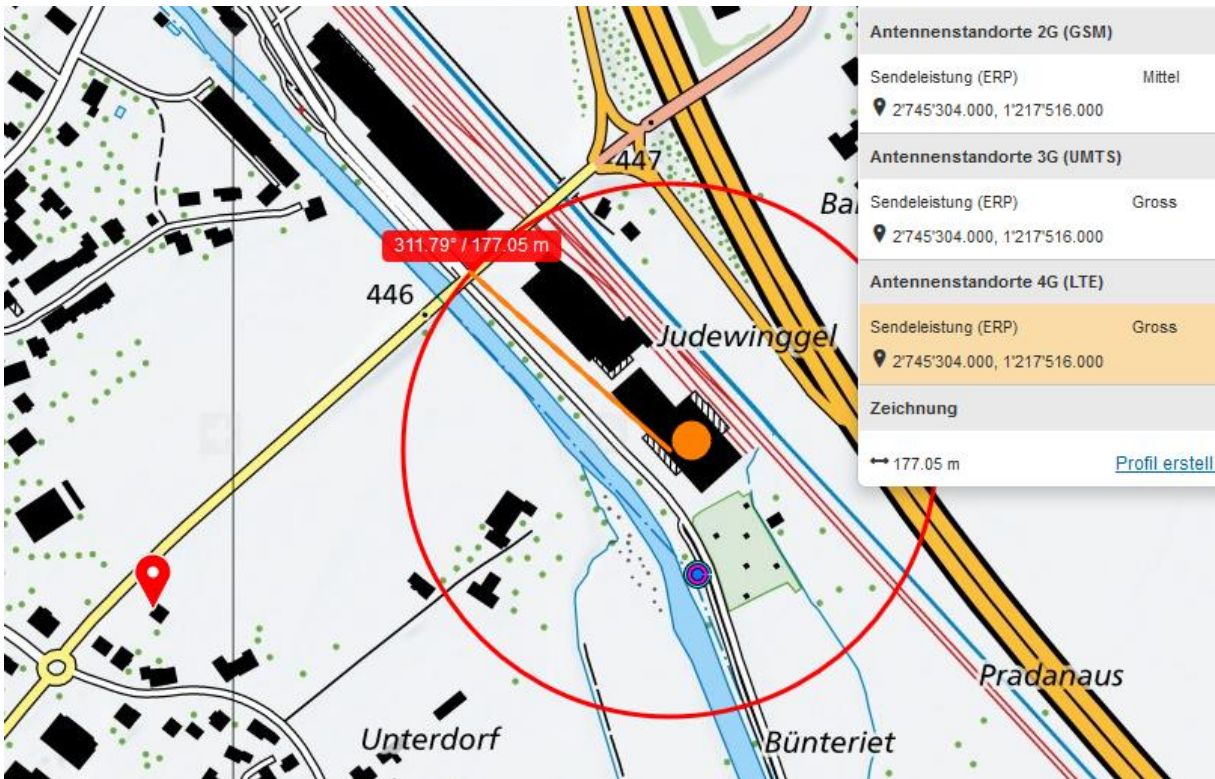 447
Ba
311.79° / 177.05 m
446
Judewinggel
Pradanaus
Unterdorf
Bünteriet
Antennenstandorte 2G (GSM)
Sendeleistung (ERP) Mittel
2'745'304.000, 1'217'516.000
Antennenstandorte 3G (UMTS)
Sendeleistung (ERP) Gross
2'745'304.000, 1'217'516.000
Antennenstandorte 4G (LTE)
Sendeleistung (ERP) Gross
2'745'304.000, 1'217'516.000
Zeichnung
177.05 m Profil erstell